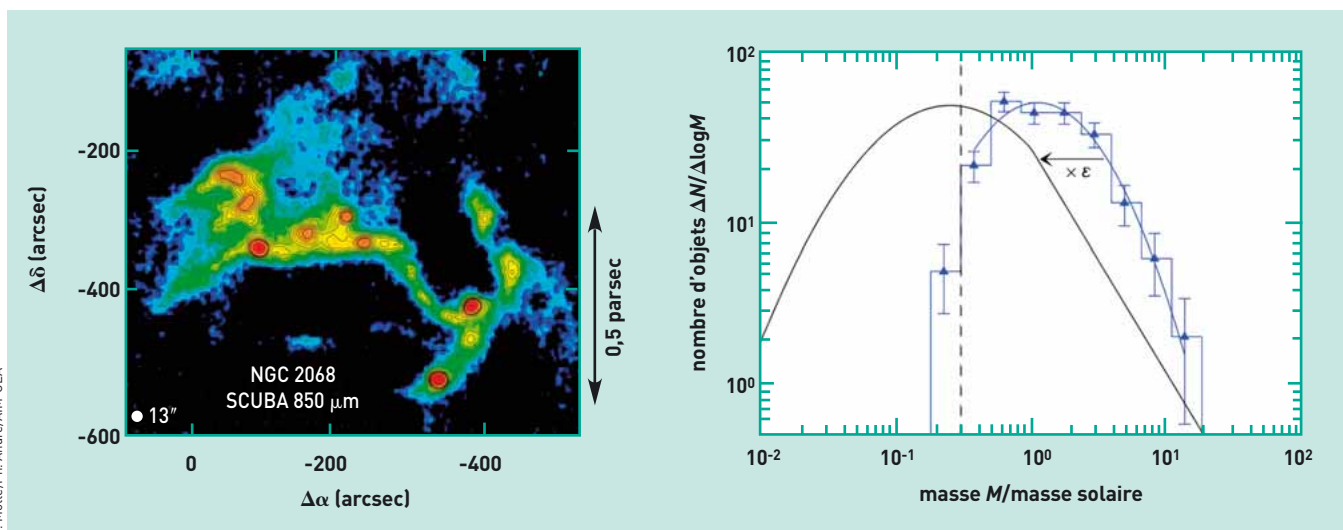 -200
-400
-600
0
-200
-400
Δδ (arcsec)
Δα (arcsec)
NGC 2068
SCUBA 850 μm
13"
0,5 parsec
10²
10¹
10⁰
10⁻²
10⁻¹
10⁰
10¹
10²
nombre d'objets ΔN/ΔlogM
masse M/masse solaire
× ε